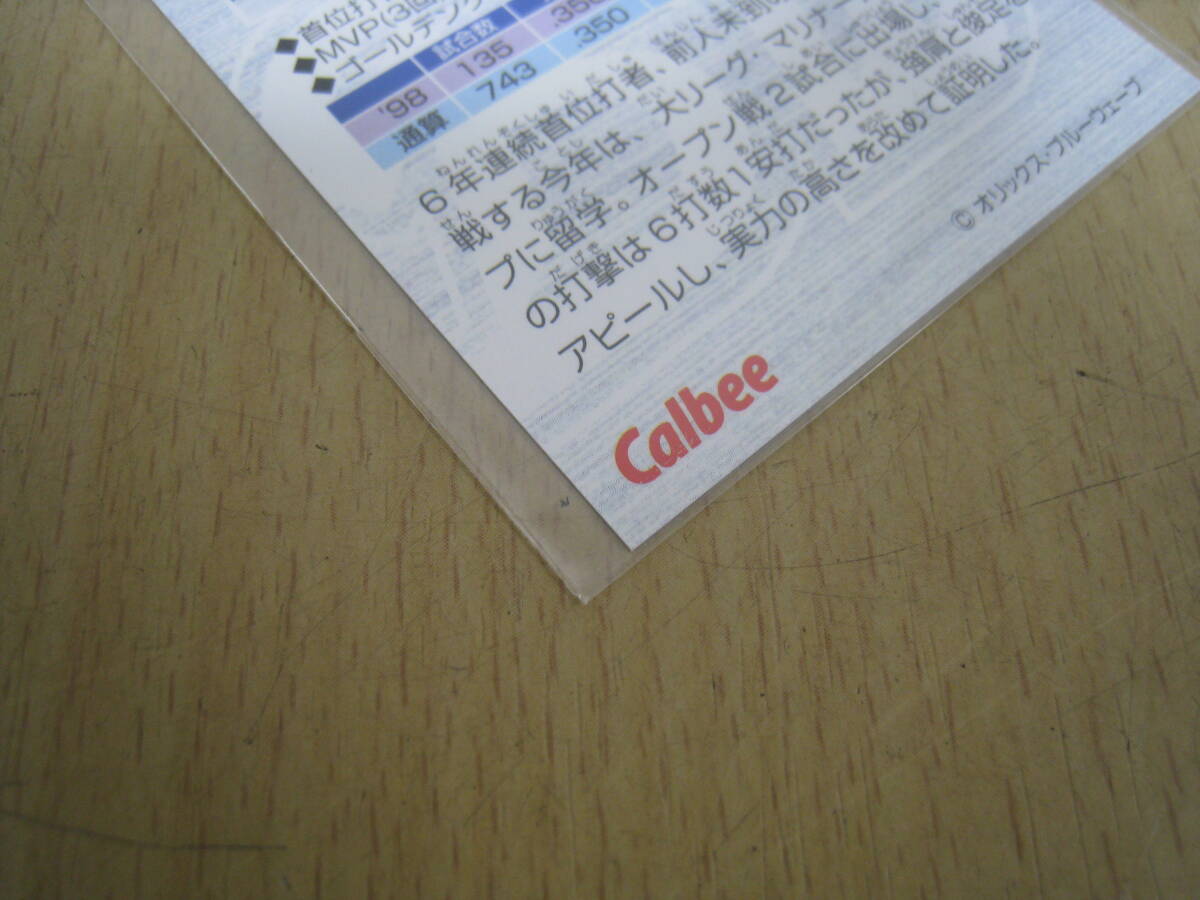 ◆首位打
◆MVP(3回
◆ゴールデング
試合数
'98 135 .358
通算 743 .350
6年連続首位打者、前人未到
戦する今年は、大リーグ・マリナー
プに留学。オープン戦2試合に出場し、
の打撃は6打数1安打だったが、強肩と俊足
アピールし、実力の高さを改めて証明した。
© オリックス・ブルーウェーブ
Calbee